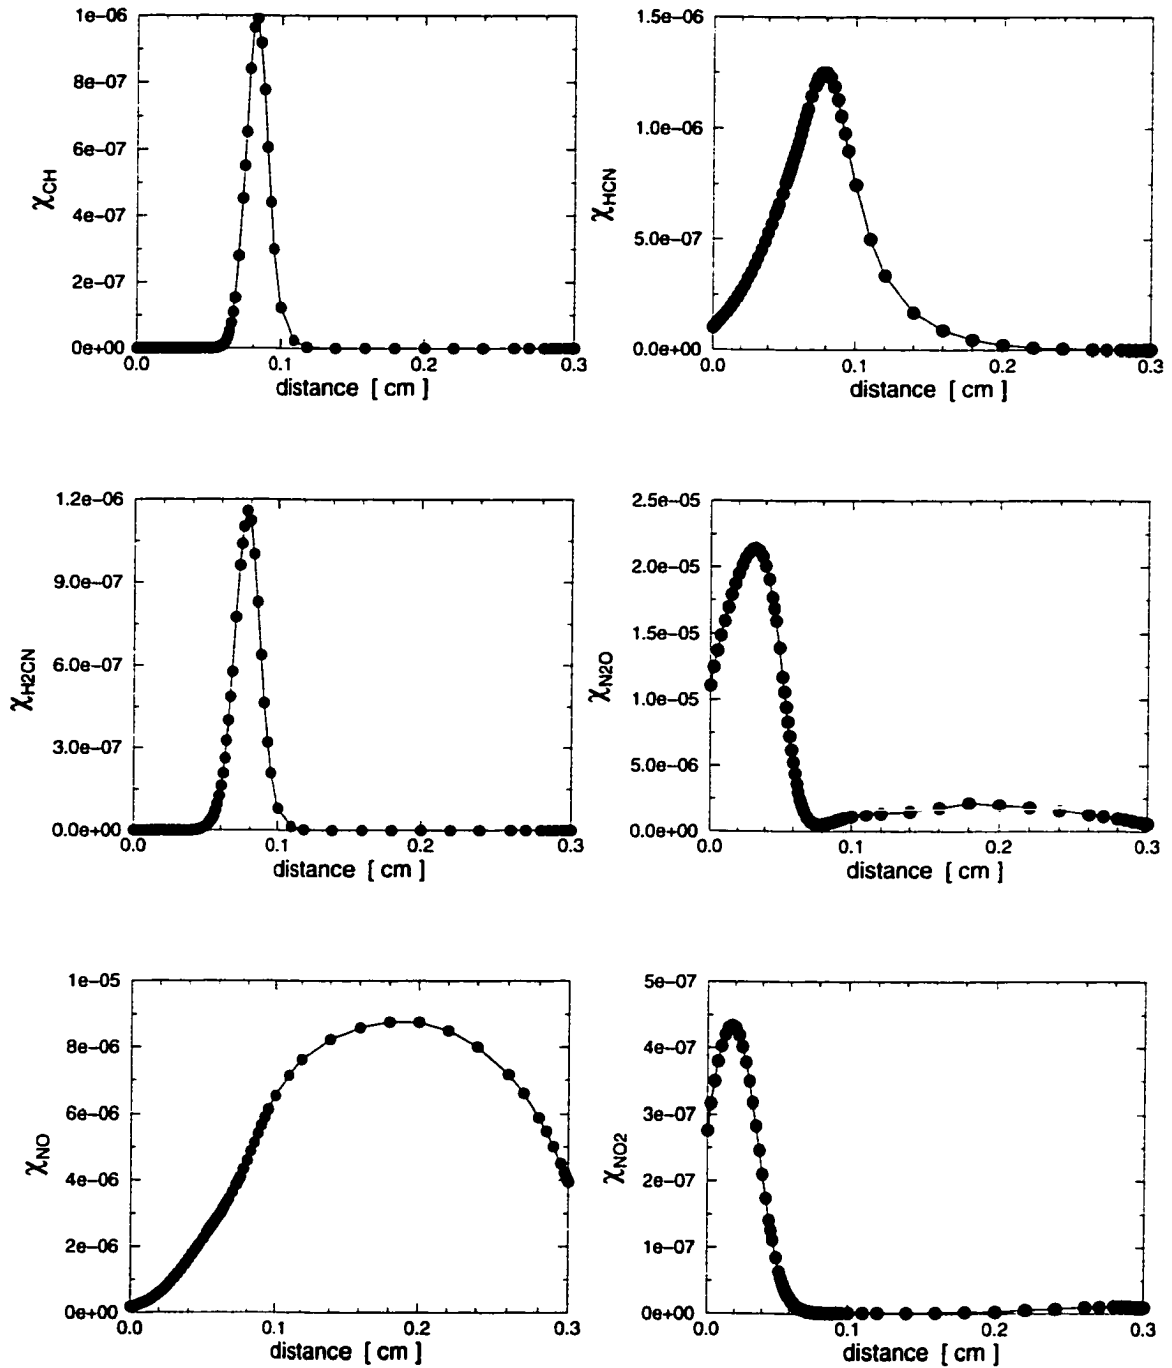 1e−06
8e−07
6e−07
4e−07
2e−07
0e+00
χCH
0.0 0.1 0.2 0.3
distance [ cm ]
1.5e−06
1.0e−06
5.0e−07
0.0e+00
χHCN
0.0 0.1 0.2 0.3
distance [ cm ]
1.2e−06
9.0e−07
6.0e−07
3.0e−07
0.0e+00
χH2CN
0.0 0.1 0.2 0.3
distance [ cm ]
2.5e−05
2.0e−05
1.5e−05
1.0e−05
5.0e−06
0.0e+00
χN2O
0.0 0.1 0.2 0.3
distance [ cm ]
1e−05
8e−06
6e−06
4e−06
2e−06
0e+00
χNO
0.0 0.1 0.2 0.3
distance [ cm ]
5e−07
4e−07
3e−07
2e−07
1e−07
0e+00
χNO2
0.0 0.1 0.2 0.3
distance [ cm ]